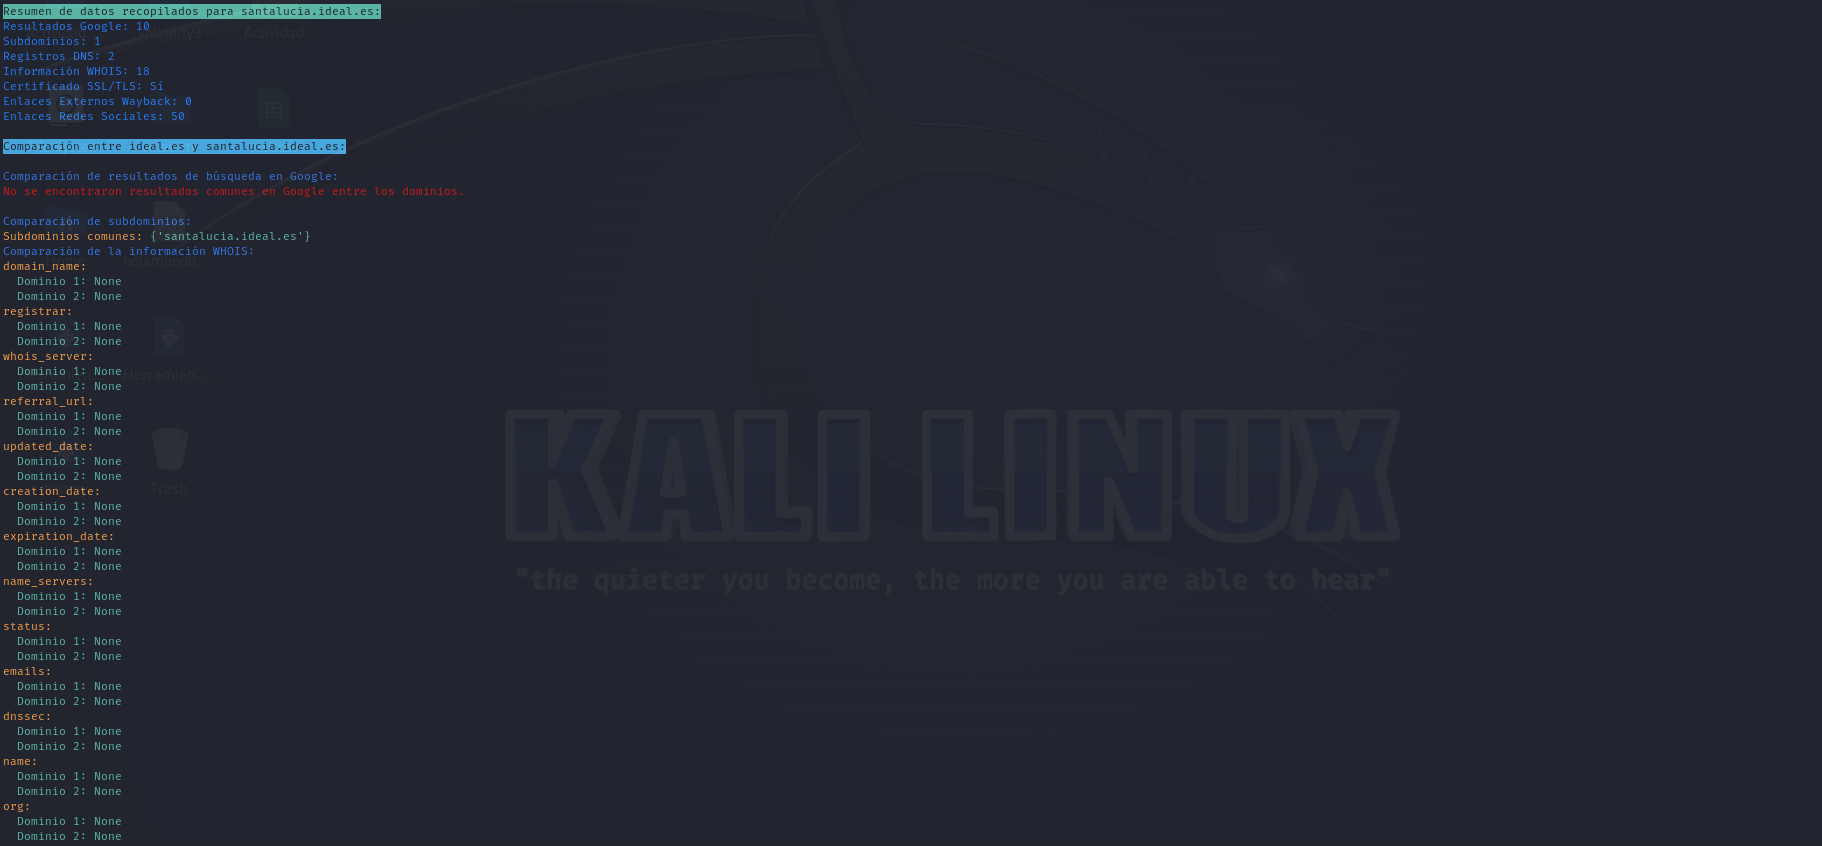 Resumen de datos recopilados para santalucia.ideal.es:
Resultados Google: 10
Subdominios: 1
Registros DNS: 2
Información WHOIS: 18
Certificado SSL/TLS: Sí
Enlaces Externos Wayback: 0
Enlaces Redes Sociales: 50
Actividad
Comparación entre ideal.es y santalucia.ideal.es:
Comparación de resultados de búsqueda en Google:
No se encontraron resultados comunes en Google entre los dominios.
Comparación de subdominios:
Subdominios comunes: {'santalucia.ideal.es'}
Comparación de la información WHOIS:
domain_name:
Dominio 1: None
Dominio 2: None
registrar:
Dominio 1: None
Dominio 2: None
whois_server:
Dominio 1: None
Dominio 2: None
Herramien...
referral_url:
Dominio 1: None
Dominio 2: None
updated_date:
Dominio 1: None
Dominio 2: None
Trash
creation_date:
Dominio 1: None
Dominio 2: None
expiration_date:
Dominio 1: None
Dominio 2: None
name_servers:
Dominio 1: None
Dominio 2: None
status:
Dominio 1: None
Dominio 2: None
emails:
Dominio 1: None
Dominio 2: None
dnssec:
Dominio 1: None
Dominio 2: None
name:
Dominio 1: None
Dominio 2: None
org:
Dominio 1: None
Dominio 2: None
KALI LINUX
"the quieter you become, the more you are able to hear"